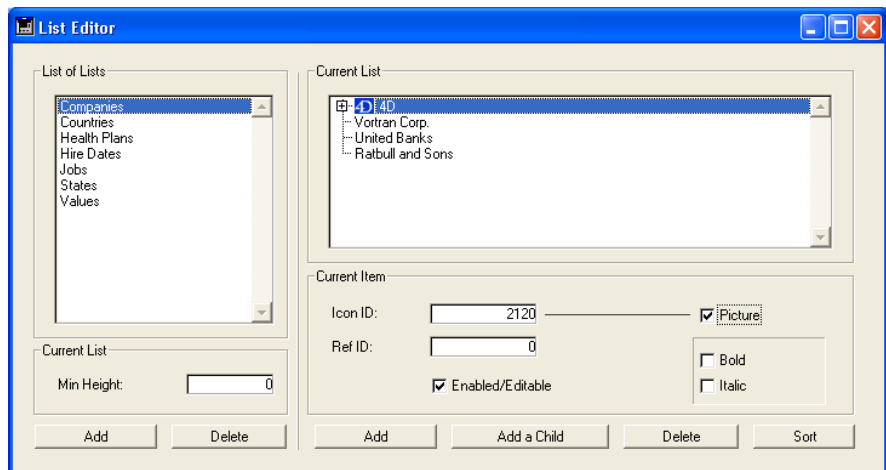 List Editor
List of Lists
Companies
Countries
Health Plans
Hire Dates
Jobs
States
Values
Current List
Min Height: 0
Add Delete
Current List
4D 4D
Vortran Corp.
United Banks
Ratbull and Sons
Current Item
Icon ID: 2120 Picture
Ref ID: 0
Bold
Enabled/Editable Italic
Add Add a Child Delete Sort